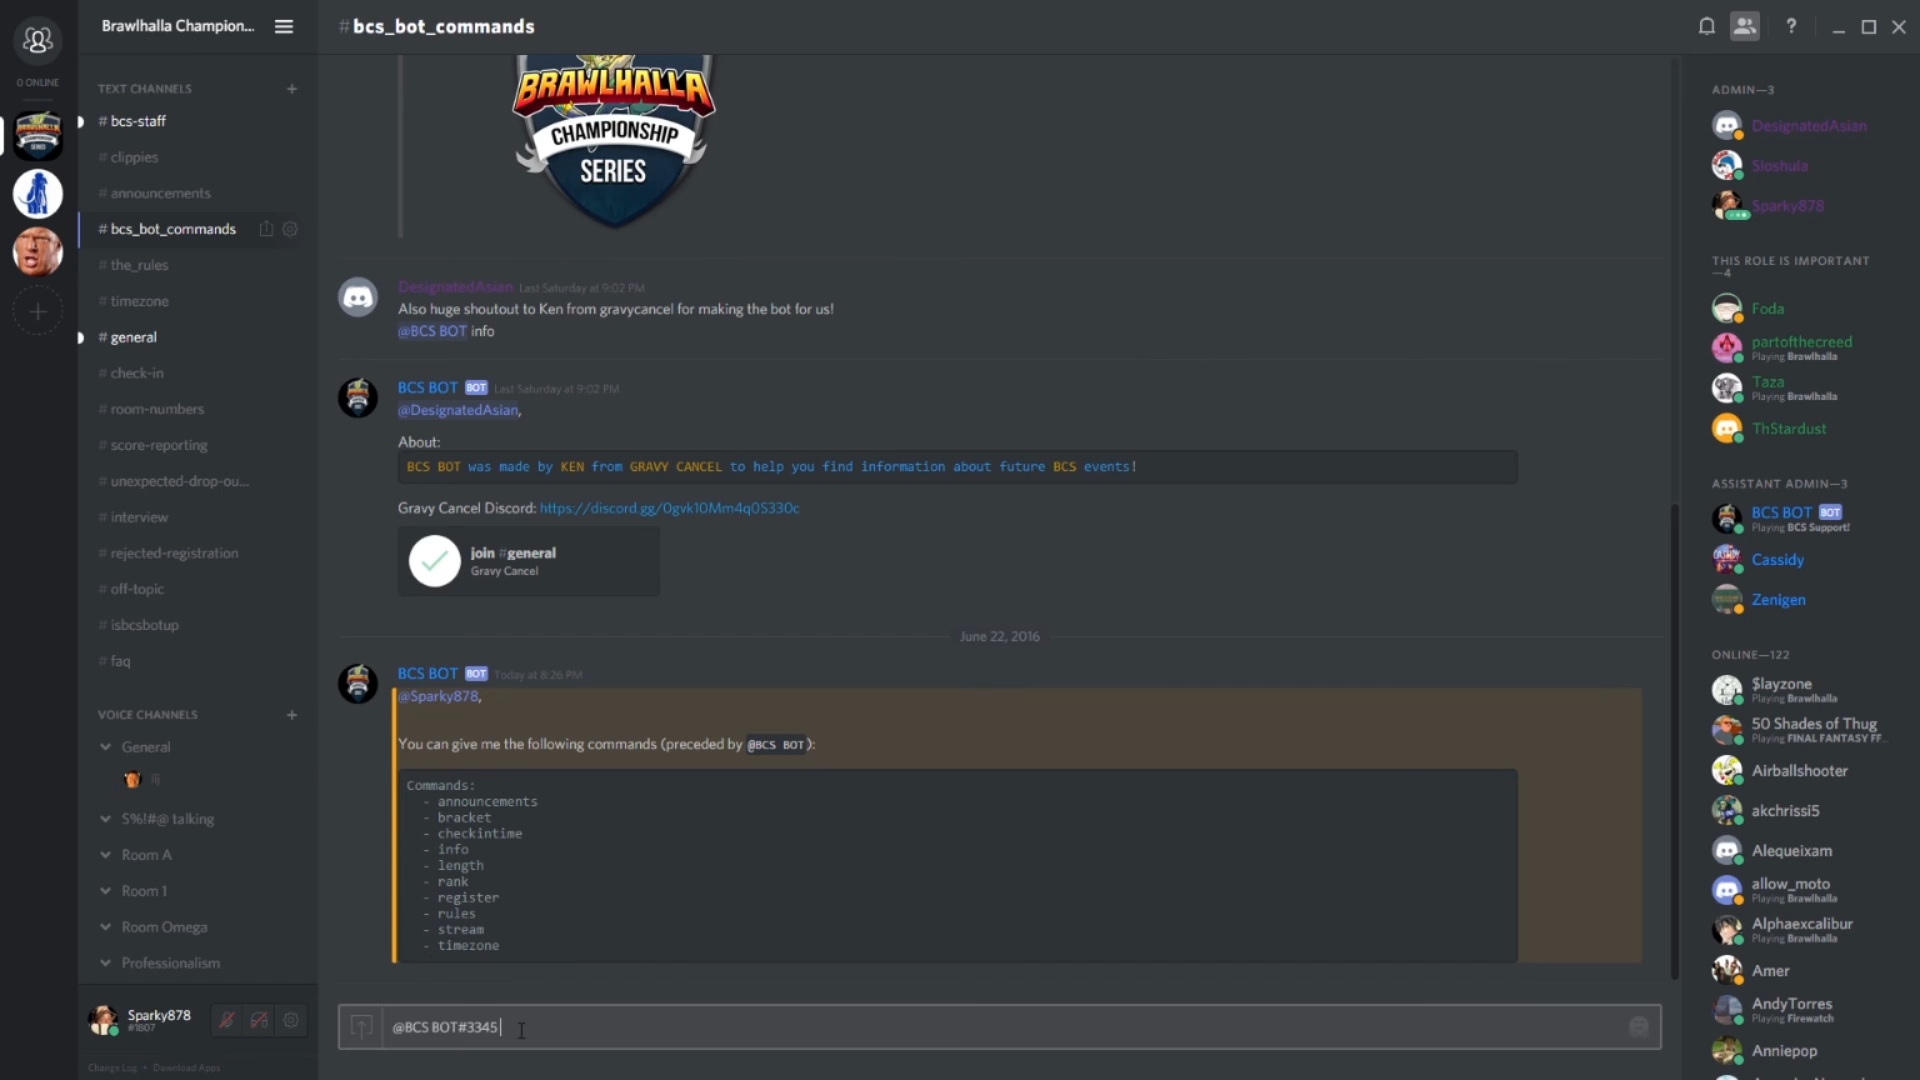 0 ONLINE
Brawlhalla Champion...
TEXT CHANNELS
# bcs-staff
# clippies
# announcements
# bcs_bot_commands
# the_rules
# timezone
# general
# check-in
# room-numbers
# score-reporting
# unexpected-drop-ou...
# interview
# rejected-registration
# off-topic
# isbcsbotup
# faq
VOICE CHANNELS
General
S%!#@ talking
Room A
Room 1
Room Omega
Professionalism
Sparky878
#1807
Change Log • Download Apps
#bcs_bot_commands
BRAWLHALLA
CHAMPIONSHIP
SERIES
DesignatedAsian Last Saturday at 9:02 PM
Also huge shoutout to Ken from gravycancel for making the bot for us!
@BCS BOT info
BCS BOT BOT Last Saturday at 9:02 PM
@DesignatedAsian,
About:
BCS BOT was made by KEN from GRAVY CANCEL to help you find information about future BCS events!
Gravy Cancel Discord: https://discord.gg/0gvk10Mm4q0S330c
join #general
Gravy Cancel
June 22, 2016
BCS BOT BOT Today at 8:26 PM
@Sparky878,
You can give me the following commands (preceded by @BCS BOT):
Commands:
- announcements
- bracket
- checkintime
- info
- length
- rank
- register
- rules
- stream
- timezone
@BCS BOT#3345
ADMIN—3
DesignatedAsian
Sloshula
Sparky878
THIS ROLE IS IMPORTANT
—4
Foda
partofthecreed
Playing Brawlhalla
Taza
Playing Brawlhalla
ThStardust
ASSISTANT ADMIN—3
BCS BOT BOT
Playing BCS Support!
Cassidy
Zenigen
ONLINE—122
$layzone
Playing Brawlhalla
50 Shades of Thug
Playing FINAL FANTASY FF...
Airballshooter
akchrissi5
Alequeixam
allow_moto
Playing Brawlhalla
Alphaexcalibur
Playing Brawlhalla
Amer
AndyTorres
Playing Firewatch
Anniepop